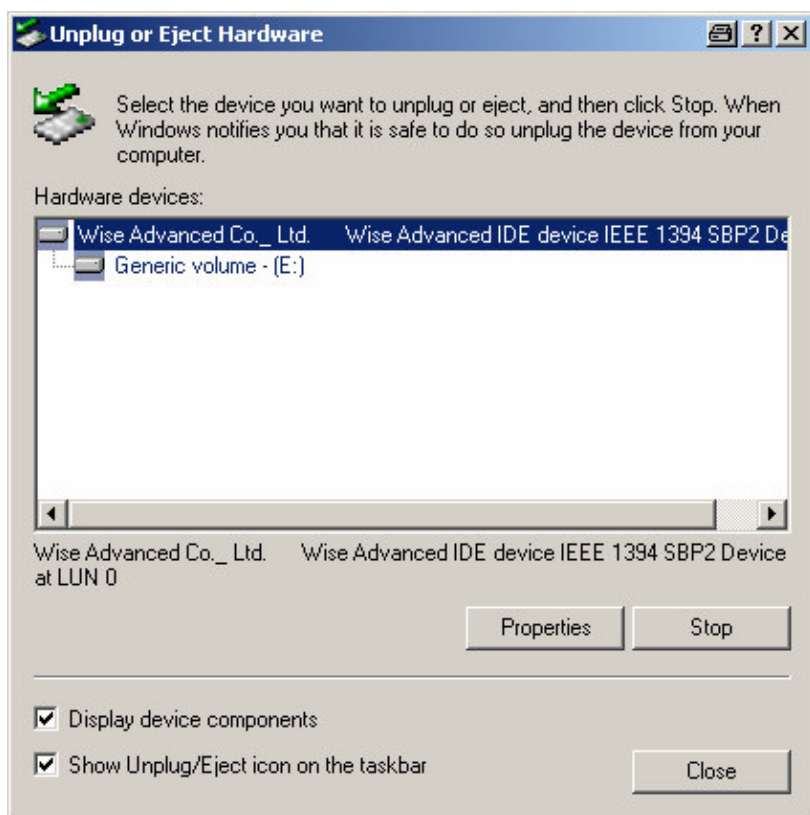 Unplug or Eject Hardware
Select the device you want to unplug or eject, and then click Stop. When
Windows notifies you that it is safe to do so unplug the device from your
computer.
Hardware devices:
Wise Advanced Co._ Ltd. Wise Advanced IDE device IEEE 1394 SBP2 De
Generic volume - (E:)
Wise Advanced Co._ Ltd. Wise Advanced IDE device IEEE 1394 SBP2 Device
at LUN 0
Properties Stop
Display device components
Show Unplug/Eject icon on the taskbar
Close